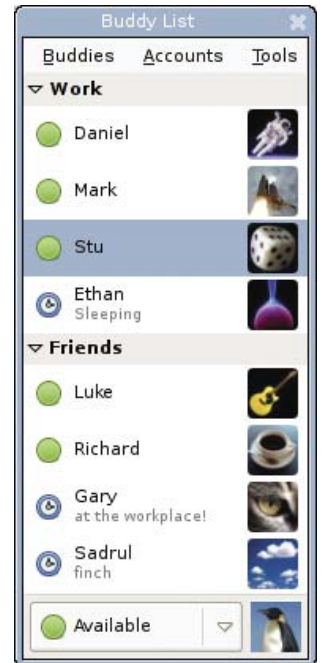 Buddy List
Buddies Accounts Tools
Work
Daniel
Mark
Stu
Ethan
Sleeping
Friends
Luke
Richard
Gary
at the workplace!
Sadrul
finch
Available